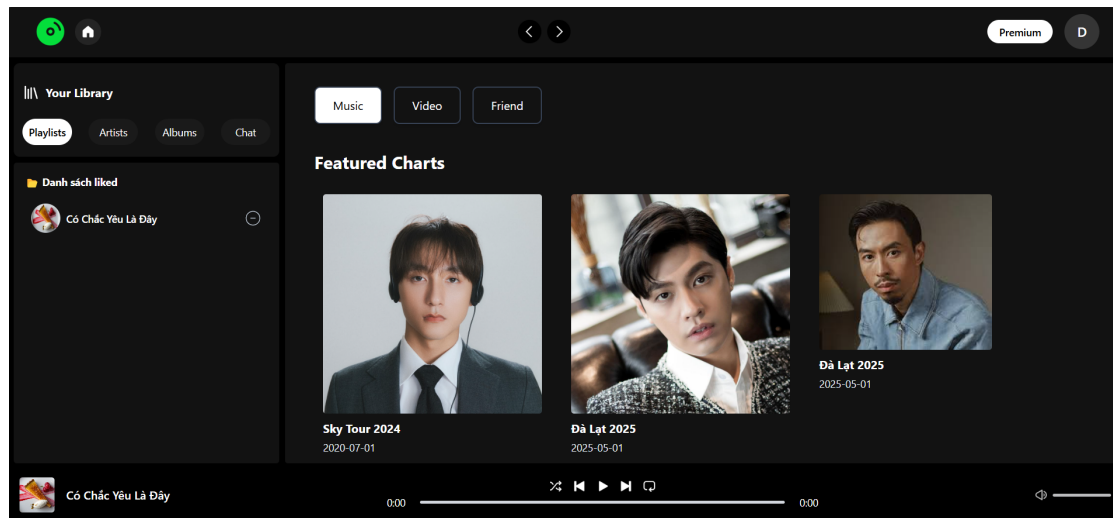 Premium
D
Your Library
Playlists Artists Albums Chat
Danh sách liked
Có Chắc Yêu Là Đây
Music Video Friend
Featured Charts
Sky Tour 2024
2020-07-01
Đà Lạt 2025
2025-05-01
Đà Lạt 2025
2025-05-01
Có Chắc Yêu Là Đây
0:00 0:00